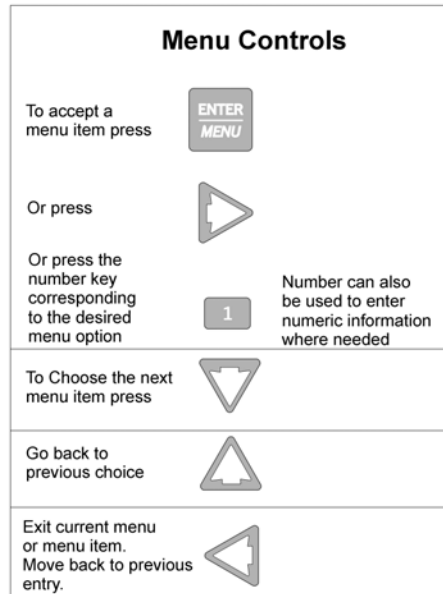 Menu Controls
To accept a
menu item press
ENTER
MENU
Or press
Or press the
number key
corresponding
to the desired
menu option
1
Number can also
be used to enter
numeric information
where needed
To Choose the next
menu item press
Go back to
previous choice
Exit current menu
or menu item.
Move back to previous
entry.